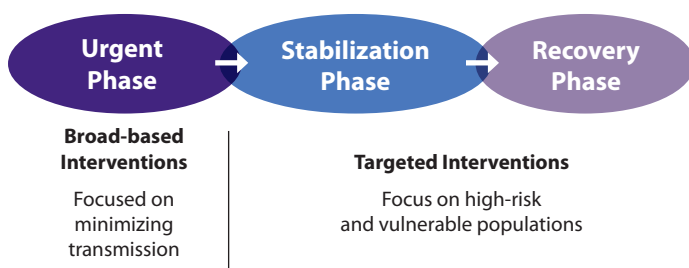 Urgent
Phase
Stabilization
Phase
Recovery
Phase
Broad-based
Interventions
Focused on
minimizing
transmission
Targeted Interventions
Focus on high-risk
and vulnerable populations